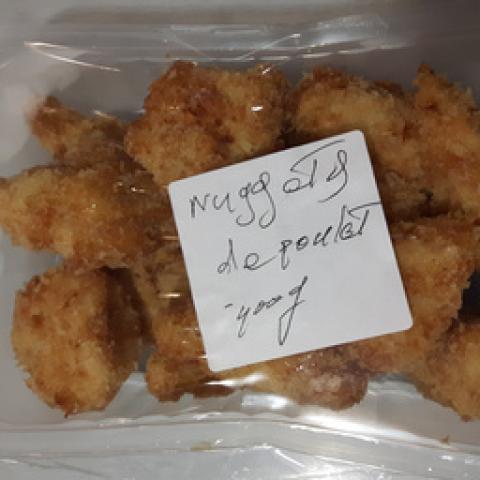 Nuggets
de poulet
-400g